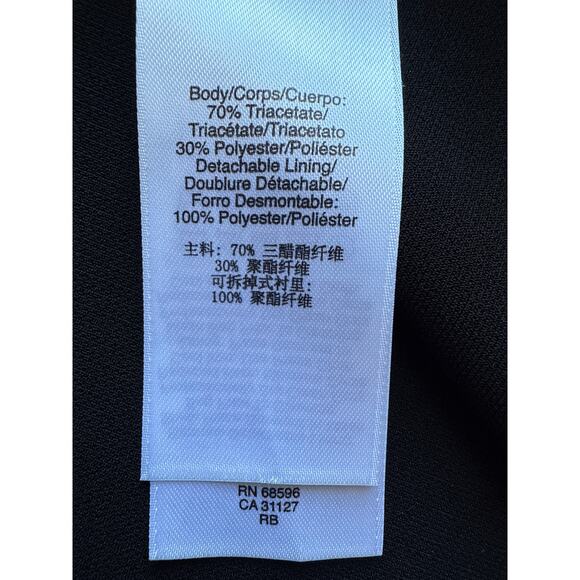 Body/Corps/Cuerpo:
70% Triacetate/
Triacétate/Triacetato
30% Polyester/Poliéster
Detachable Lining/
Doublure Détachable/
Forro Desmontable:
100% Polyester/Poliéster
主料: 70% 三醋酯纤维
30% 聚酯纤维
可拆掉式衬里:
100% 聚酯纤维
RN 68596
CA 31127
RB